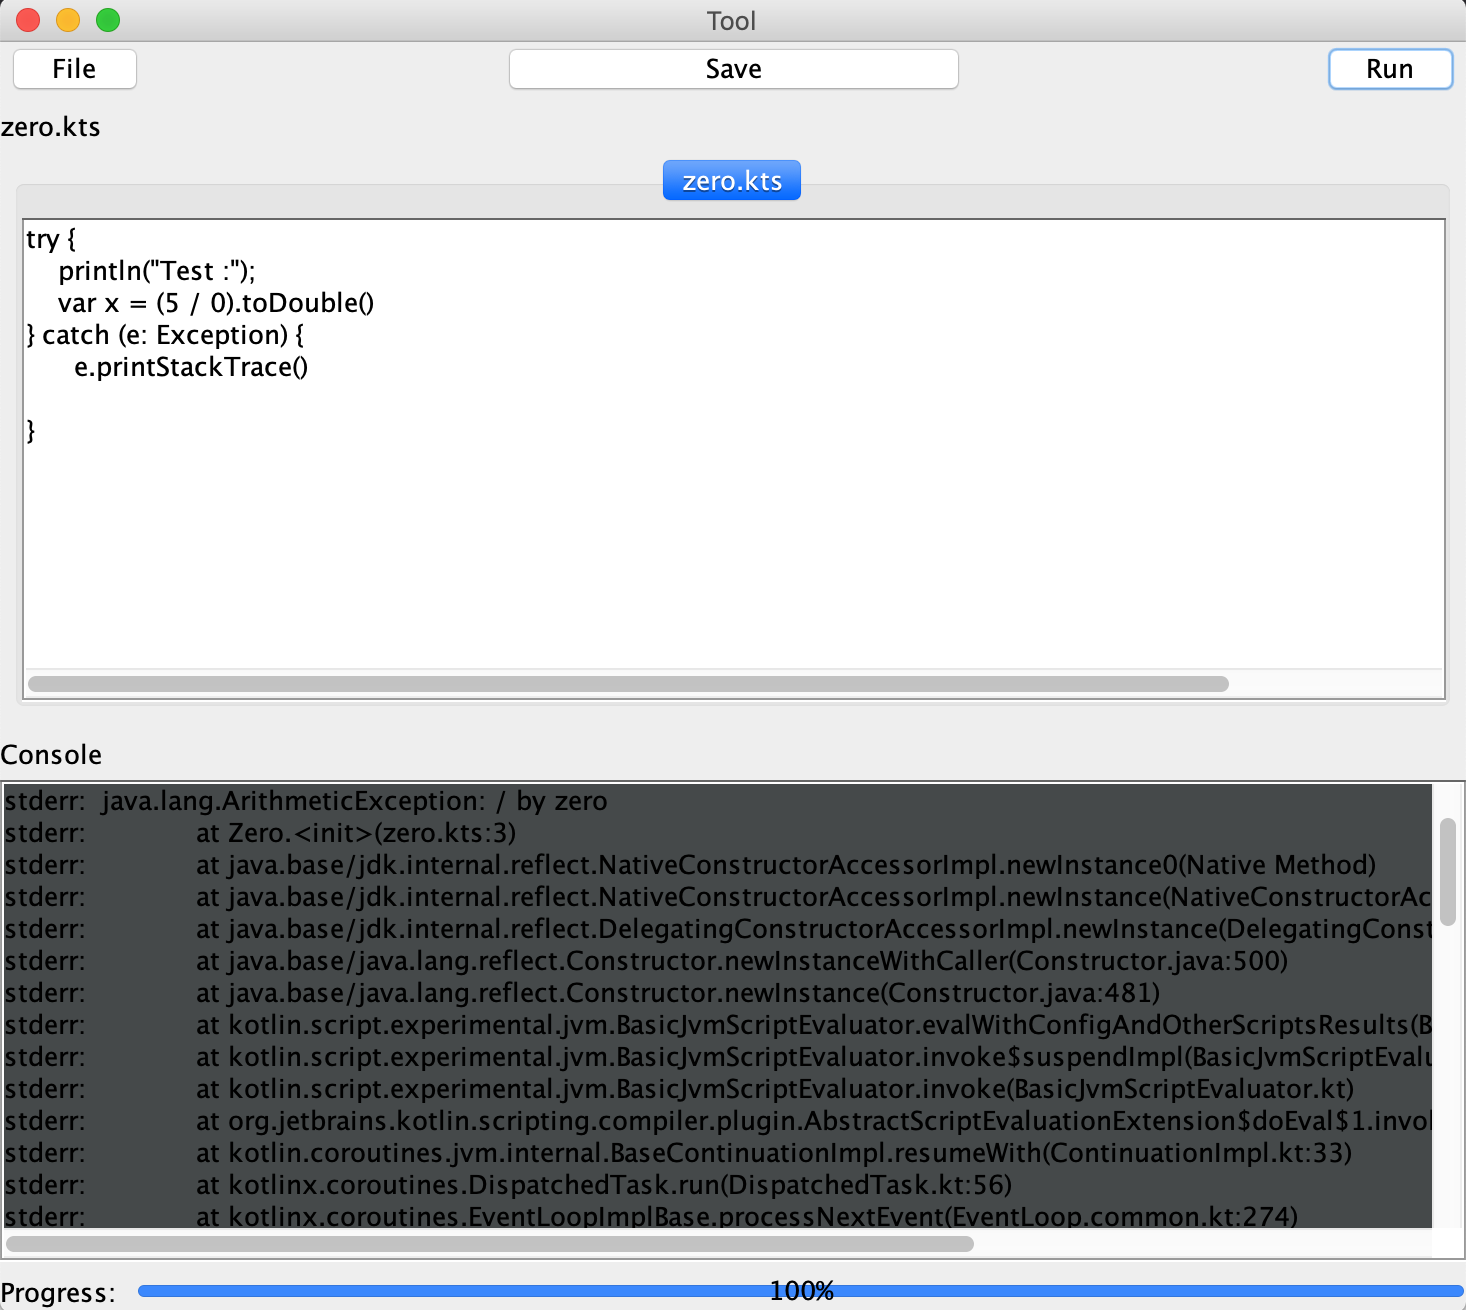 Tool
File Save Run
zero.kts
zero.kts
try {
    println("Test :");
    var x = (5 / 0).toDouble()
} catch (e: Exception) {
      e.printStackTrace()
}
Console
stderr:  java.lang.ArithmeticException: / by zero
stderr:  at Zero.<init>(zero.kts:3)
stderr:  at java.base/jdk.internal.reflect.NativeConstructorAccessorImpl.newInstance0(Native Method)
stderr:  at java.base/jdk.internal.reflect.NativeConstructorAccessorImpl.newInstance(NativeConstructorAc
stderr:  at java.base/jdk.internal.reflect.DelegatingConstructorAccessorImpl.newInstance(DelegatingConst
stderr:  at java.base/java.lang.reflect.Constructor.newInstanceWithCaller(Constructor.java:500)
stderr:  at java.base/java.lang.reflect.Constructor.newInstance(Constructor.java:481)
stderr:  at kotlin.script.experimental.jvm.BasicJvmScriptEvaluator.evalWithConfigAndOtherScriptsResults(B
stderr:  at kotlin.script.experimental.jvm.BasicJvmScriptEvaluator.invoke$suspendImpl(BasicJvmScriptEvalu
stderr:  at kotlin.script.experimental.jvm.BasicJvmScriptEvaluator.invoke(BasicJvmScriptEvaluator.kt)
stderr:  at org.jetbrains.kotlin.scripting.compiler.plugin.AbstractScriptEvaluationExtension$doEval$1.invol
stderr:  at kotlin.coroutines.jvm.internal.BaseContinuationImpl.resumeWith(ContinuationImpl.kt:33)
stderr:  at kotlinx.coroutines.DispatchedTask.run(DispatchedTask.kt:56)
stderr:  at kotlinx.coroutines.EventLoopImplBase.processNextEvent(EventLoop.common.kt:274)
Progress: 100%